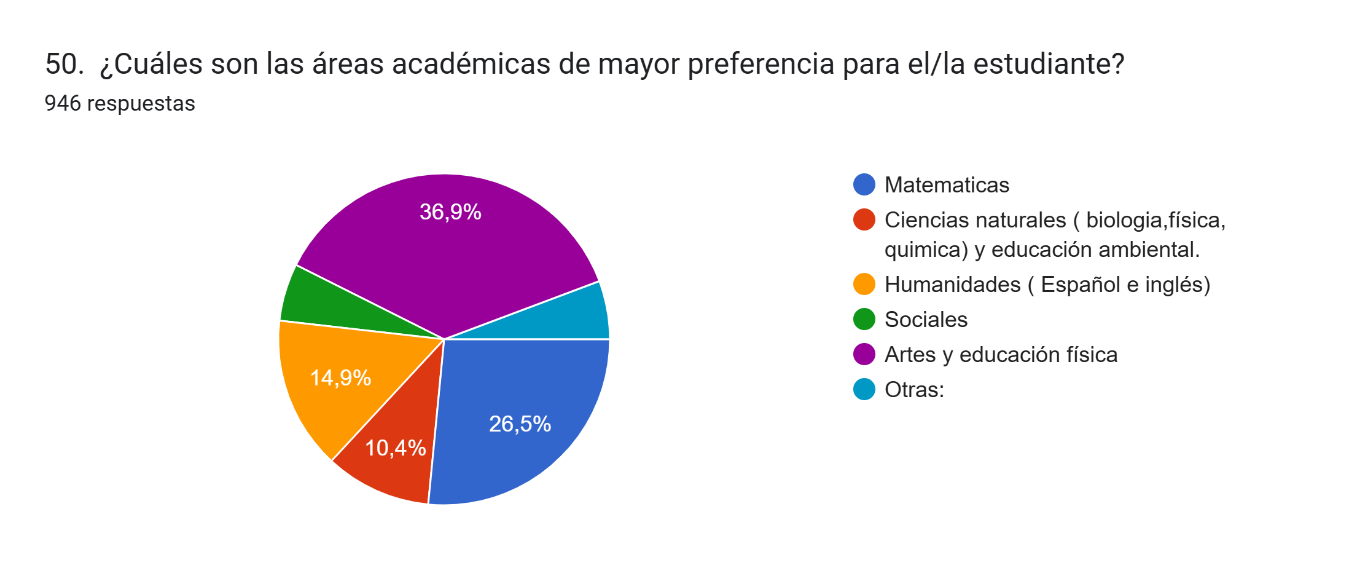 50. ¿Cuáles son las áreas académicas de mayor preferencia para el/la estudiante?
946 respuestas
36,9%
14,9%
10,4%
26,5%
Matematicas
Ciencias naturales ( biologia,física,
quimica) y educación ambiental.
Humanidades ( Español e inglés)
Sociales
Artes y educación física
Otras: